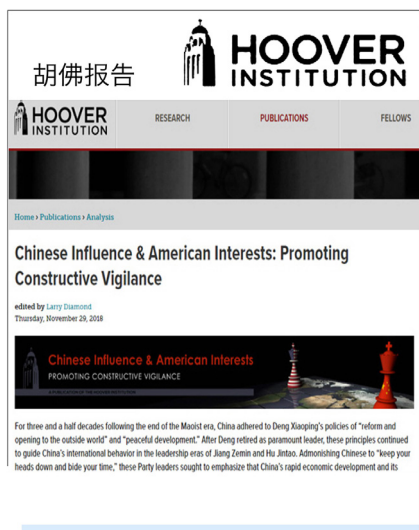 胡佛报告
HOOVER
INSTITUTION
HOOVER
INSTITUTION
RESEARCH
PUBLICATIONS
FELLOWS
Home › Publications › Analysis
Chinese Influence & American Interests: Promoting
Constructive Vigilance
edited by Larry Diamond
Thursday, November 29, 2018
Chinese Influence & American Interests
PROMOTING CONSTRUCTIVE VIGILANCE
For three and a half decades following the end of the Maoist era, China adhered to Deng Xiaoping's policies of "reform and
opening to the outside world" and "peaceful development." After Deng retired as paramount leader, these principles continued
to guide China's international behavior in the leadership eras of Jiang Zemin and Hu Jintao. Admonishing Chinese to "keep your
heads down and bide your time," these Party leaders sought to emphasize that China's rapid economic development and its